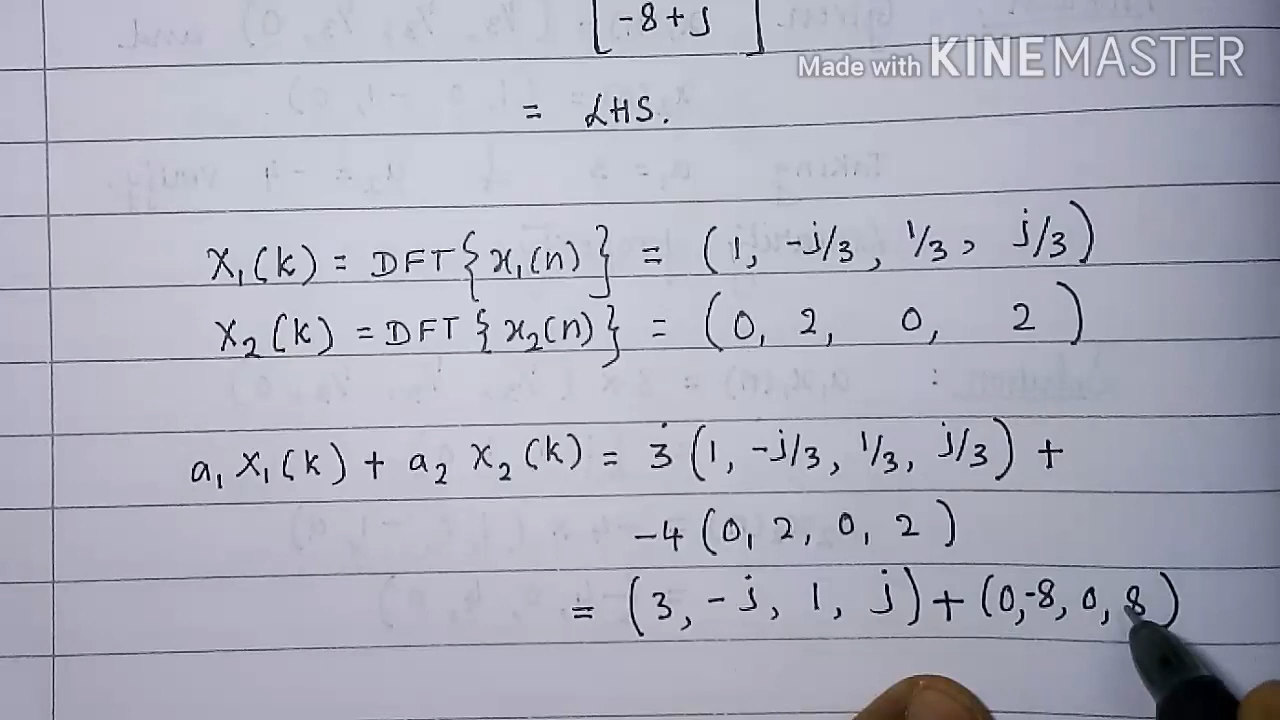 [-8+j ]
Made with KINEMASTER
= LHS.
X₁(k) = DFT{x₁(n)} = (1, -j/3, 1/3, j/3)
X₂(k) = DFT{x₂(n)} = (0, 2, 0, 2)
:
a₁ X₁(k) + a₂ X₂(k) = 3 (1, -j/3, 1/3, j/3) +
-4 (0, 2, 0, 2)
= (3, -j, 1, j) + (0, -8, 0, 8)